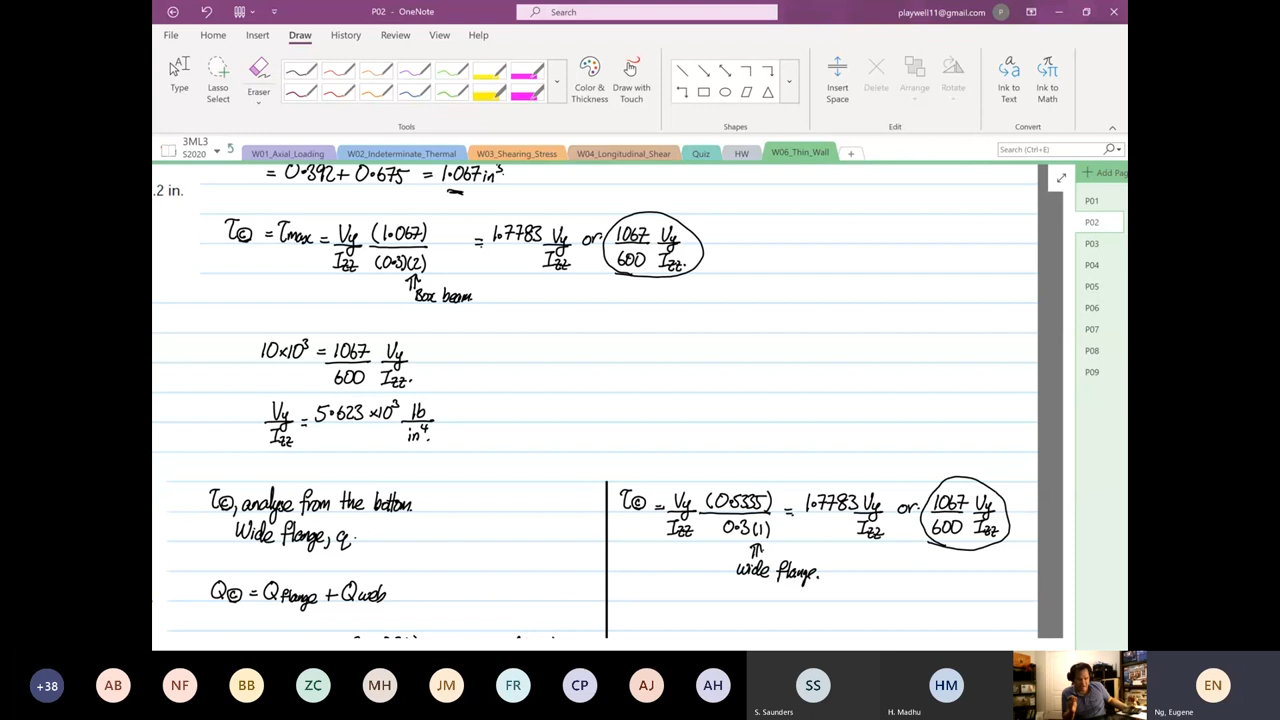 P02 - OneNote
Search
playwell11@gmail.com
P
File Home Insert Draw History Review View Help
Type
Lasso Select
Eraser
Color & Thickness
Draw with Touch
Insert Space
Delete
Arrange
Rotate
Ink to Text
Ink to Math
Tools
Shapes
Edit
Convert
3ML3 S2020
W01_Axial_Loading
W02_Indeterminate_Thermal
W03_Shearing_Stress
W04_Longitudinal_Shear
Quiz
HW
W06_Thin_Wall
Search (Ctrl+E)
Add Pag
P01
P02
P03
P04
P05
P06
P07
P08
P09
.2 in.
= 0.392 + 0.675 = 1.067 in³.
τ© = τmax = Vy/Izz (1.067)/(0.3)(2) = 1.7783 Vy/Izz or 1067/600 Vy/Izz.
⇑ Box beam
10×10³ = 1067/600 Vy/Izz.
Vy/Izz = 5.623 ×10³ lb/in⁴.
τ©, analyse from the bottom.
Wide flange, q.
Q© = Qflange + Qweb
τ© = Vy/Izz (0.5335)/0.3(1) = 1.7783 Vy/Izz or 1067/600 Vy/Izz
⇑ wide flange.
+38
AB
NF
BB
ZC
MH
JM
FR
CP
AJ
AH
SS
S. Saunders
HM
H. Madhu
EN
Ng, Eugene